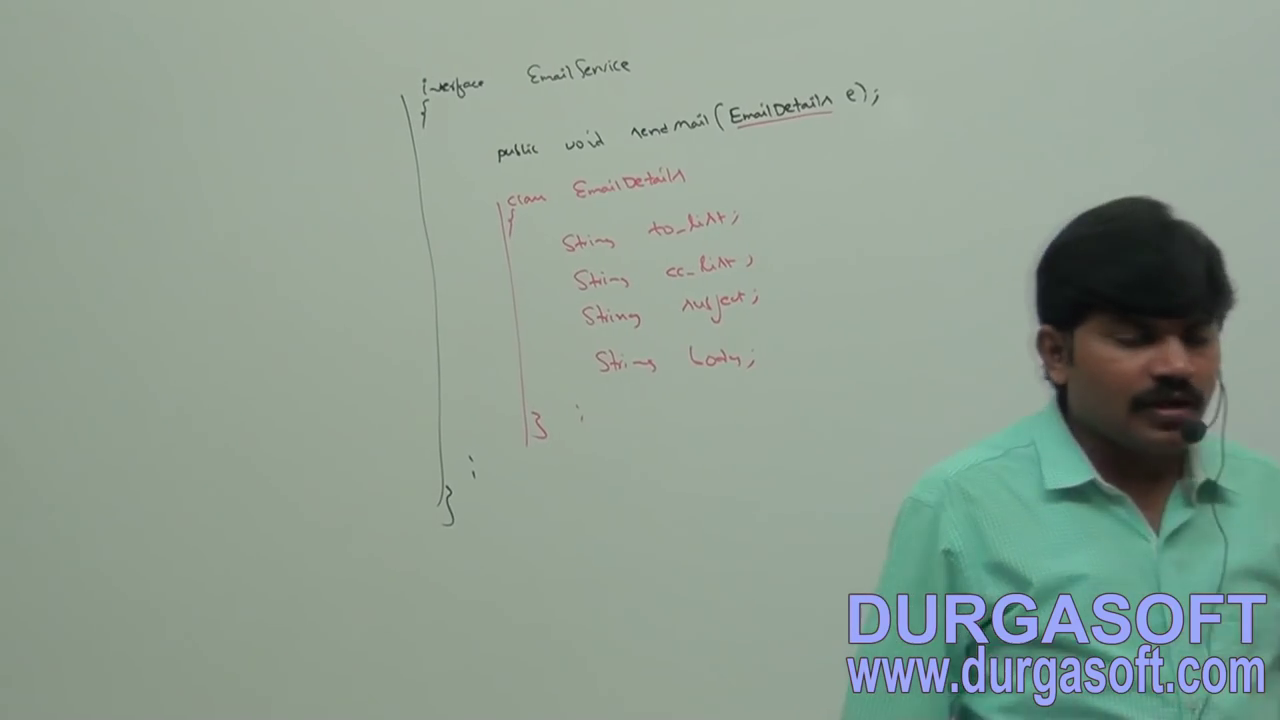 interface EmailService
{
public void sendMail(EmailDetails e);
class EmailDetails
{
String to_list;
String cc_list;
String subject;
String body;
} ;
;
}
DURGASOFT
www.durgasoft.com